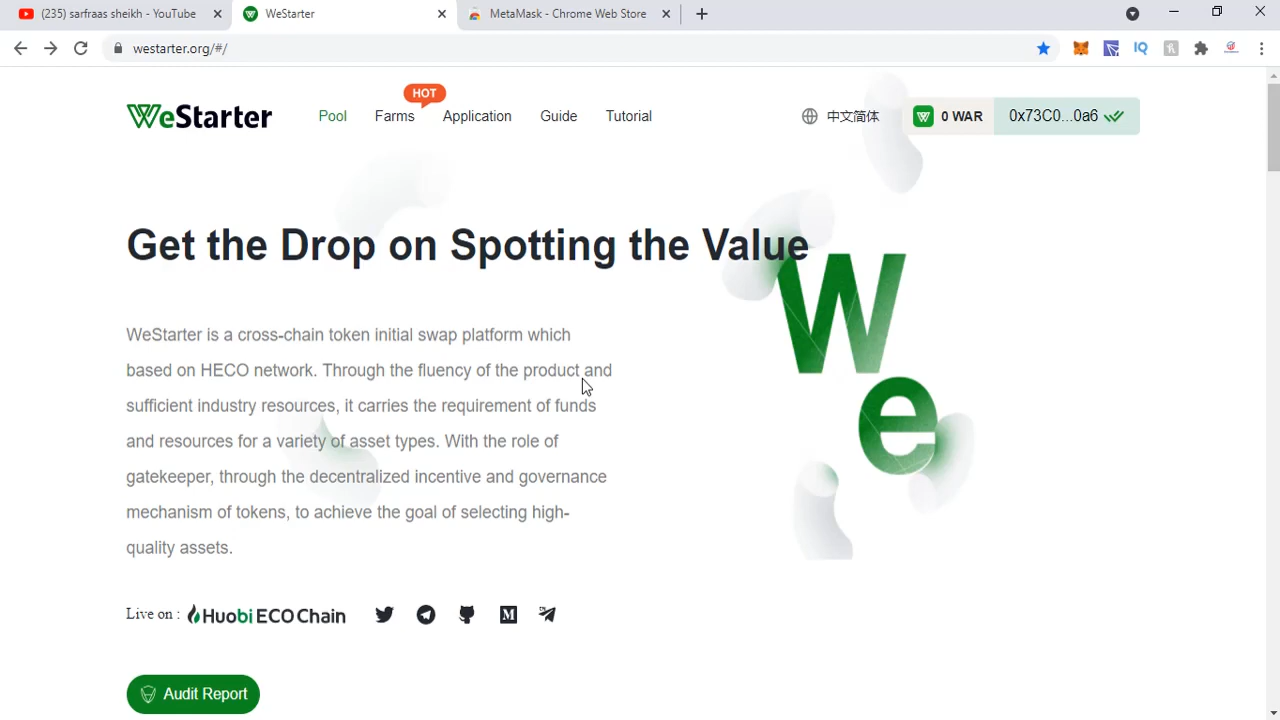 (235) sarfraas sheikh - YouTube
WeStarter
MetaMask - Chrome Web Store
westarter.org/#/
IQ
HOT
WeStarter
Pool
Farms
Application
Guide
Tutorial
中文简体
0 WAR
0x73C0...0a6
Get the Drop on Spotting the Value
We
WeStarter is a cross-chain token initial swap platform which
based on HECO network. Through the fluency of the product and
sufficient industry resources, it carries the requirement of funds
and resources for a variety of asset types. With the role of
gatekeeper, through the decentralized incentive and governance
mechanism of tokens, to achieve the goal of selecting high-
quality assets.
Live on : Huobi ECO Chain
Audit Report